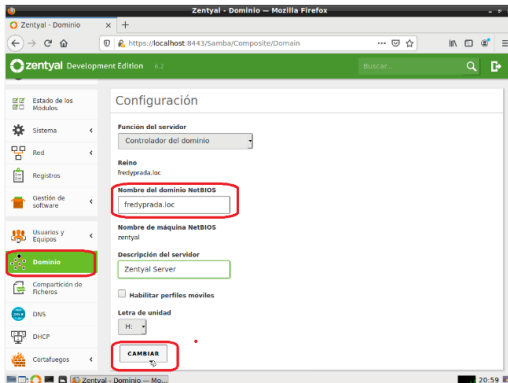 Zentyal - Dominio — Mozilla Firefox
Zentyal - Dominio
https://localhost:8443/Samba/Composite/Domain
zentyal Development Edition 6.2
Buscar...
Estado de los
Módulos
Sistema
Red
Registros
Gestión de
software
Usuarios y
Equipos
Dominio
Compartición de
Ficheros
DNS
DHCP
Cortafuegos
Configuración
Función del servidor
Controlador del dominio
Reino
fredyprada.loc
Nombre del dominio NetBIOS
fredyprada.loc
Nombre de máquina NetBIOS
zentyal
Descripción del servidor
Zentyal Server
Habilitar perfiles móviles
Letra de unidad
H:
CAMBIAR
Zentyal - Dominio — Mo...
20:59